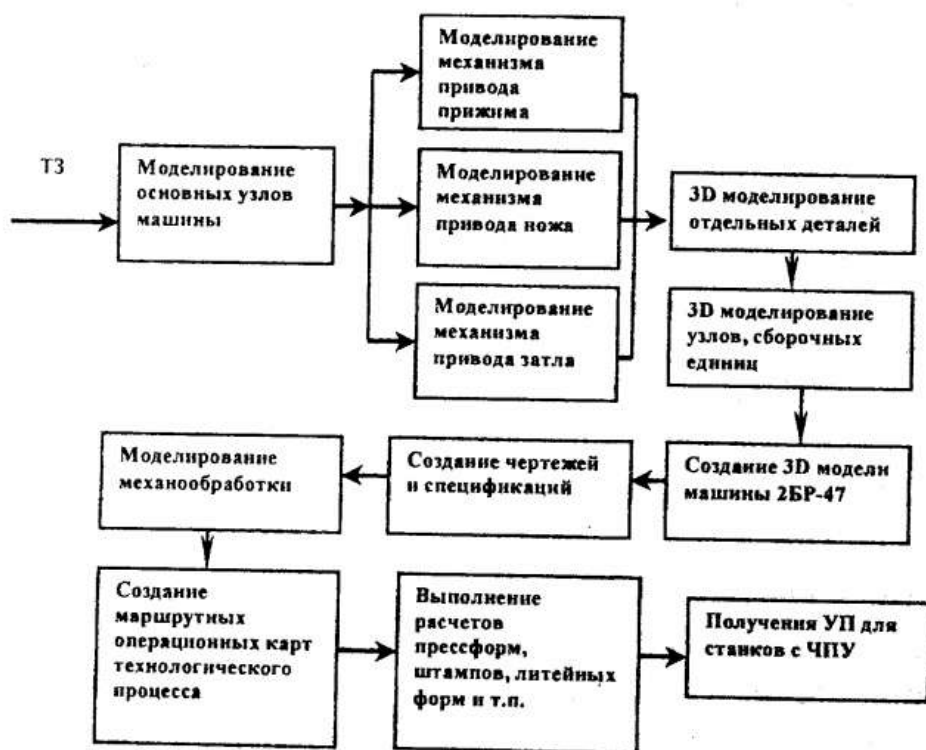 ТЗ
Моделирование
основных узлов
машины
Моделирование
механизма
привода
прижима
Моделирование
механизма
привода ножа
Моделирование
механизма
привода затла
3D моделирование
отдельных деталей
3D моделирование
узлов, сборочных
единиц
Создание 3D модели
машины 2БР-47
Создание чертежей
и спецификаций
Моделирование
механообработки
Создание
маршрутных
операционных карт
технологического
процесса
Выполнение
расчетов
прессформ,
штампов, литейных
форм и т.п.
Получения УП для
станков с ЧПУ